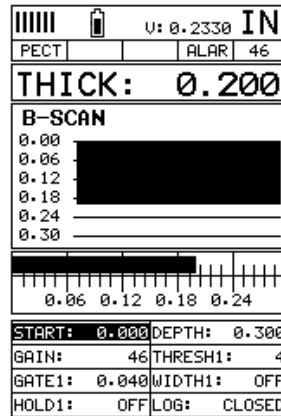 V: 0.2330 IN
PECT ALAR 46
THICK: 0.200
B-SCAN
0.00
0.06
0.12
0.18
0.24
0.30
0.06 0.12 0.18 0.24
START: 0.000 DEPTH: 0.300
GAIN: 46 THRESH1: 4
GATE1: 0.040 WIDTH1: OFF
HOLD1: OFF LOG: CLOSED